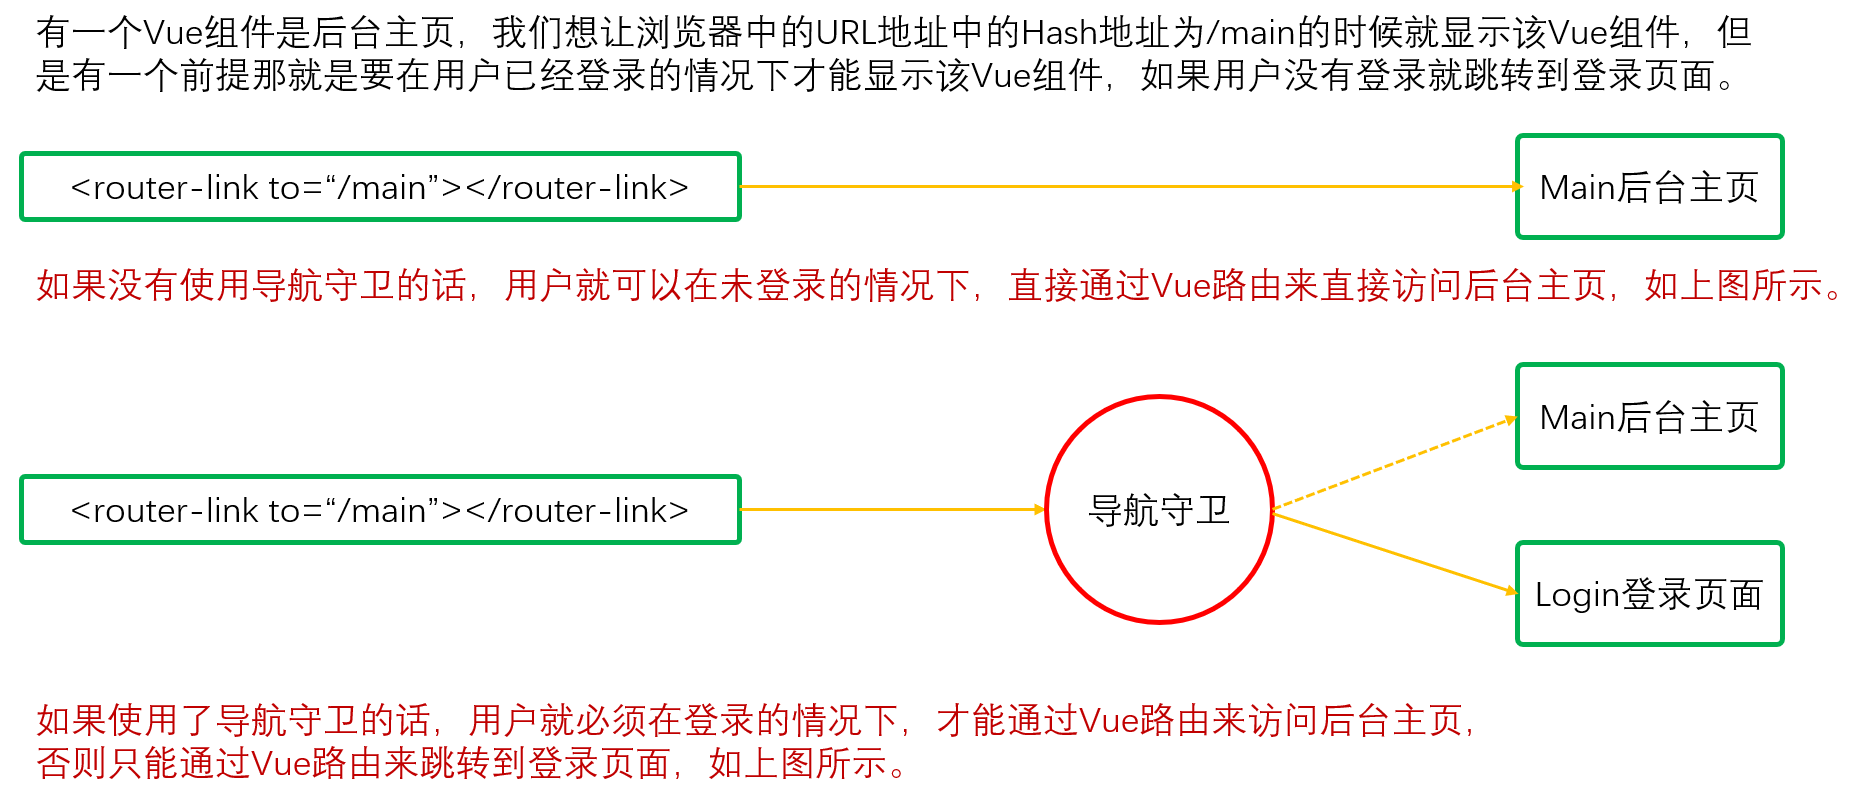 有一个Vue组件是后台主页，我们想让浏览器中的URL地址中的Hash地址为/main的时候就显示该Vue组件，但
是有一个前提那就是要在用户已经登录的情况下才能显示该Vue组件，如果用户没有登录就跳转到登录页面。
<router-link to=“/main”></router-link>
Main后台主页
如果没有使用导航守卫的话，用户就可以在未登录的情况下，直接通过Vue路由来直接访问后台主页，如上图所示。
Main后台主页
<router-link to=“/main”></router-link>
导航守卫
Login登录页面
如果使用了导航守卫的话，用户就必须在登录的情况下，才能通过Vue路由来访问后台主页，
否则只能通过Vue路由来跳转到登录页面，如上图所示。